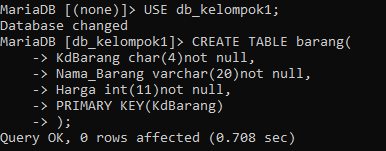 MariaDB [(none)]> USE db_kelompok1;
Database changed
MariaDB [db_kelompok1]> CREATE TABLE barang(
    -> KdBarang char(4)not null,
    -> Nama_Barang varchar(20)not null,
    -> Harga int(11)not null,
    -> PRIMARY KEY(KdBarang)
    -> );
Query OK, 0 rows affected (0.708 sec)